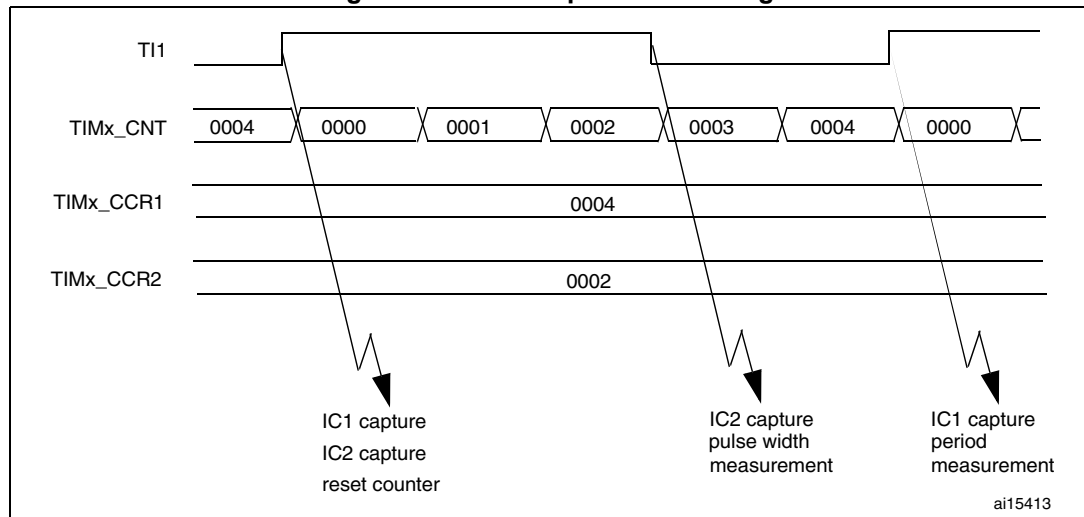 TI1
TIMx_CNT 0004 0000 0001 0002 0003 0004 0000
TIMx_CCR1 0004
TIMx_CCR2 0002
IC1 capture
IC2 capture
reset counter
IC2 capture
pulse width
measurement
IC1 capture
period
measurement
ai15413